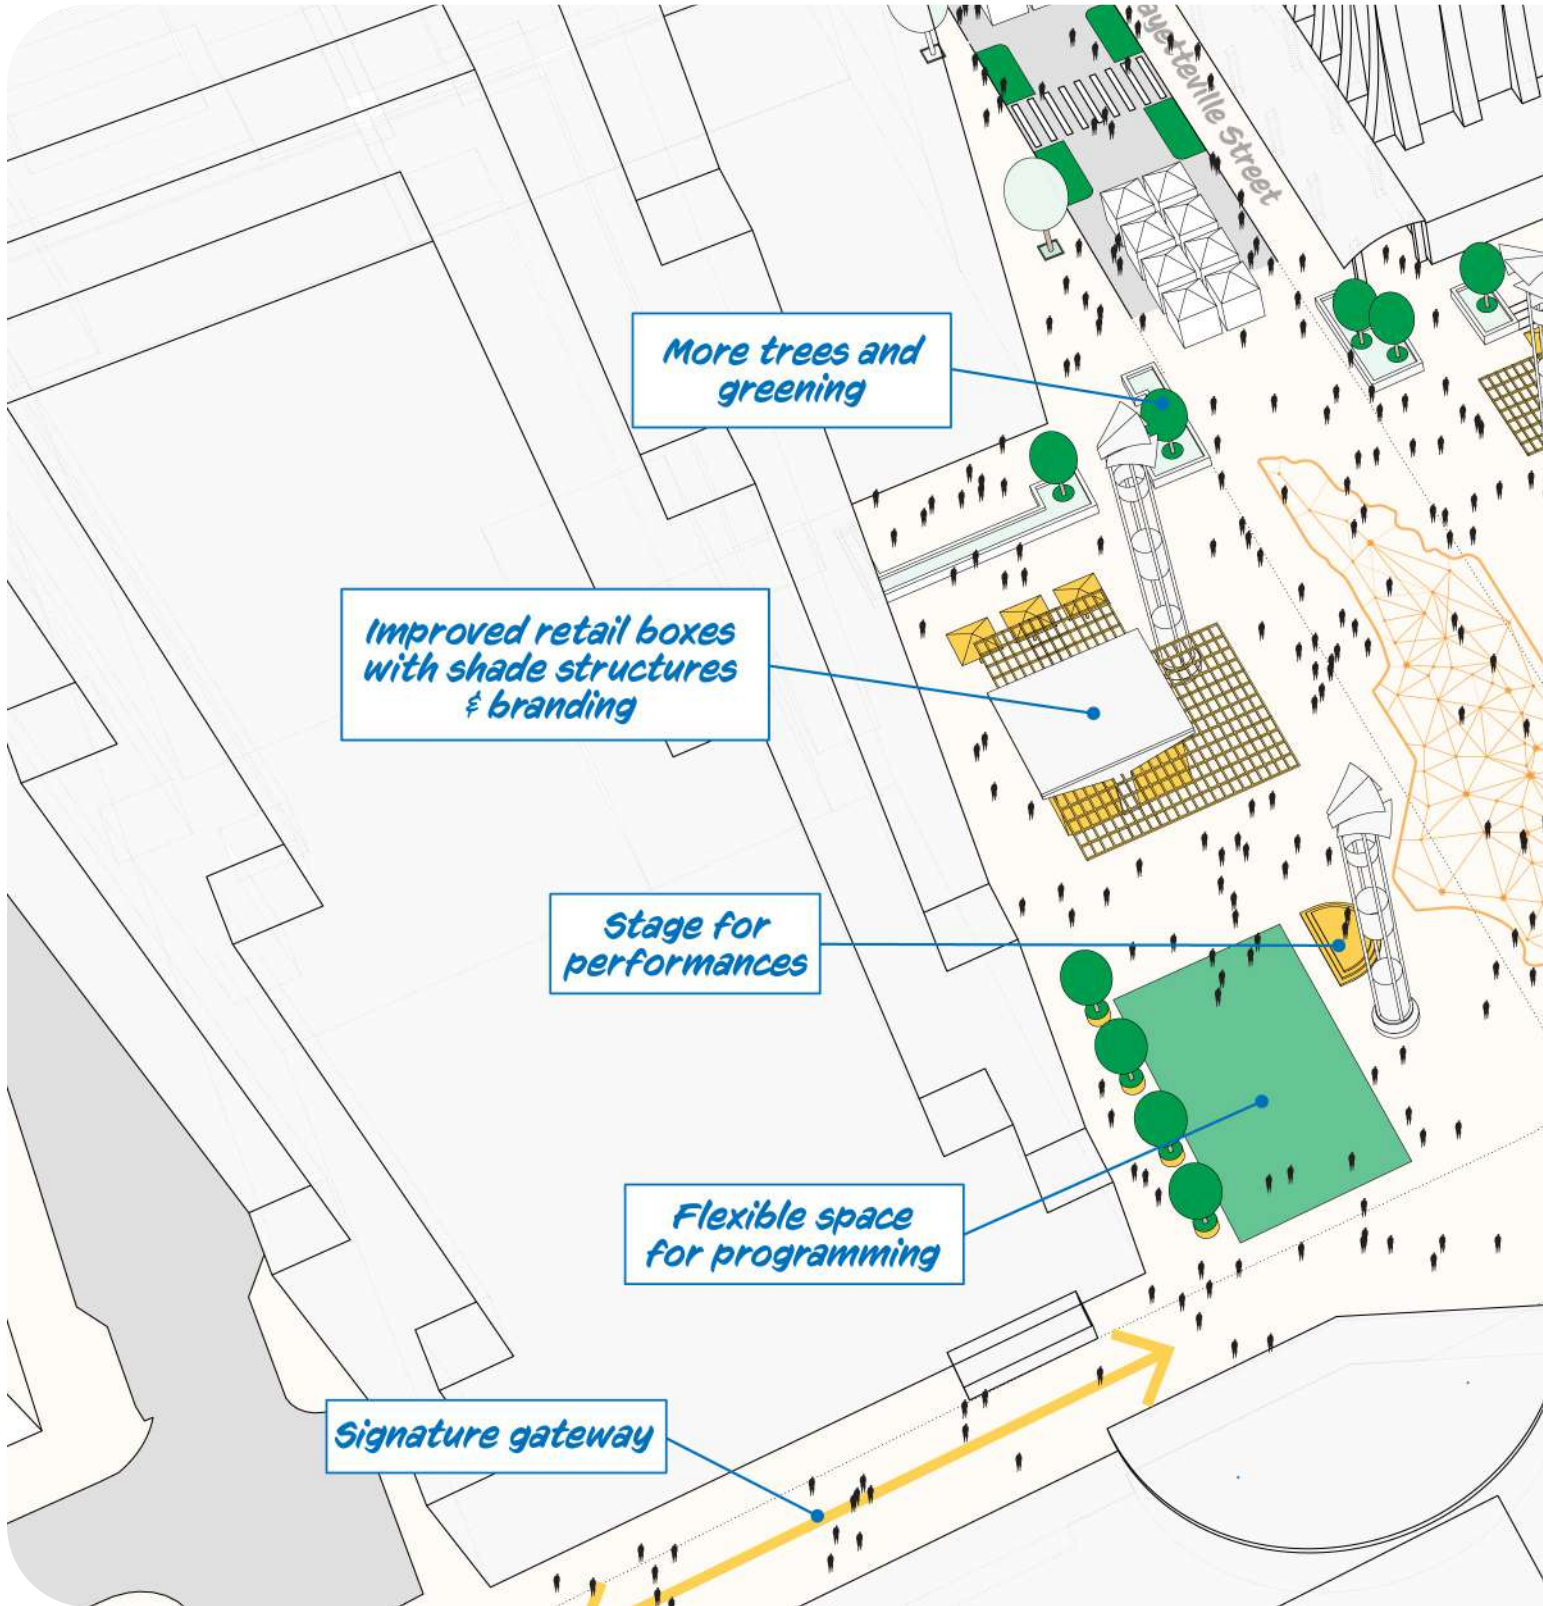 ayetteville Street
More trees and
greening
Improved retail boxes
with shade structures
& branding
Stage for
performances
Flexible space
for programming
Signature gateway